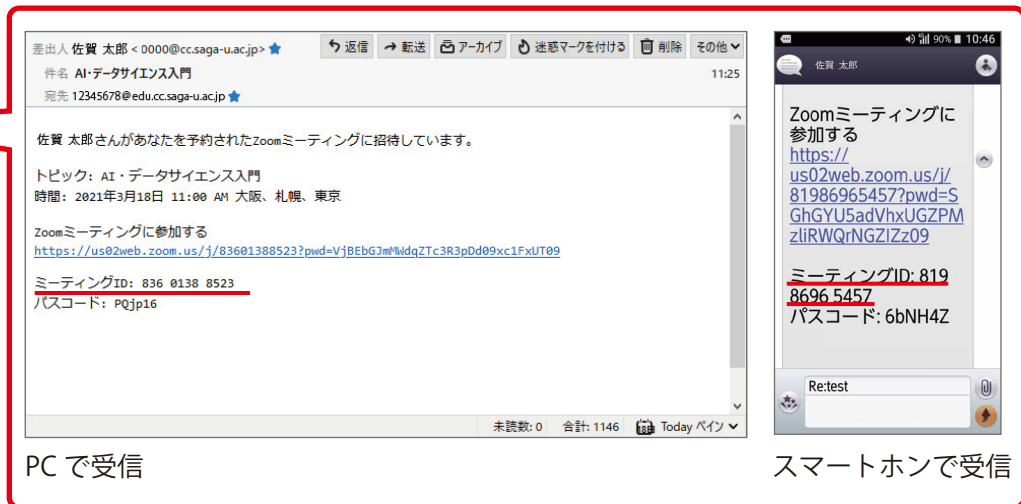 差出人 佐賀 太郎 < 0000@cc.saga-u.ac.jp> ★ 返信 転送 アーカイブ 迷惑マークを付ける 削除 その他
件名 AI・データサイエンス入門 11:25
宛先 12345678@edu.cc.saga-u.ac.jp ★
佐賀 太郎さんがあなたを予約されたZoomミーティングに招待しています。
トピック: AI・データサイエンス入門
時間: 2021年3月18日 11:00 AM 大阪、札幌、東京
Zoomミーティングに参加する
https://us02web.zoom.us/j/83601388523?pwd=VjBEbGJmMWdqZTc3R3pDd09xc1FxUT09
ミーティングID: 836 0138 8523
パスコード: PQjp16
未読数: 0 合計: 1146 Today ペイン
PC で受信
90% 10:46
佐賀 太郎
Zoomミーティングに
参加する
https://
us02web.zoom.us/j/
81986965457?pwd=S
GhGYU5adVhxUGZPM
zliRWQrNGZIZz09
ミーティングID: 819
8696 5457
パスコード: 6bNH4Z
Re:test
スマートホンで受信